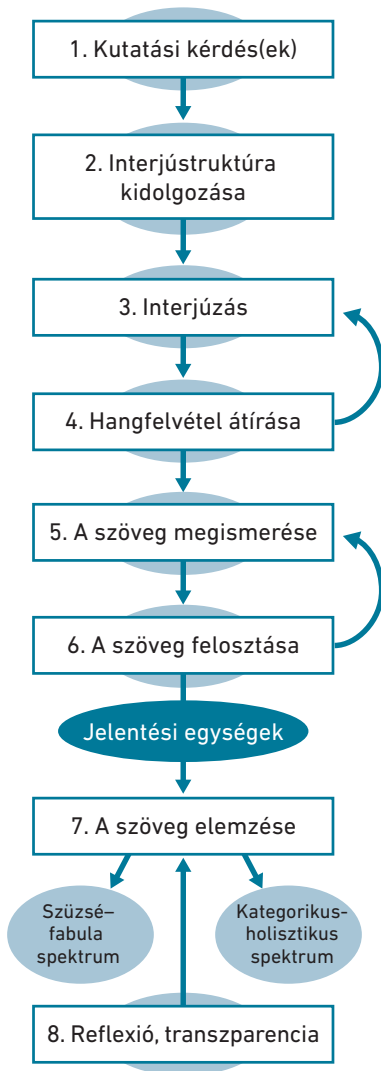 1. Kutatási kérdés(ek)
2. Interjústruktúra
kidolgozása
3. Interjúzás
4. Hangfelvétel átírása
5. A szöveg megismerése
6. A szöveg felosztása
Jelentési egységek
7. A szöveg elemzése
Szüzsé–
fabula
spektrum
Kategorikus-
holisztikus
spektrum
8. Reflexió, transzparencia